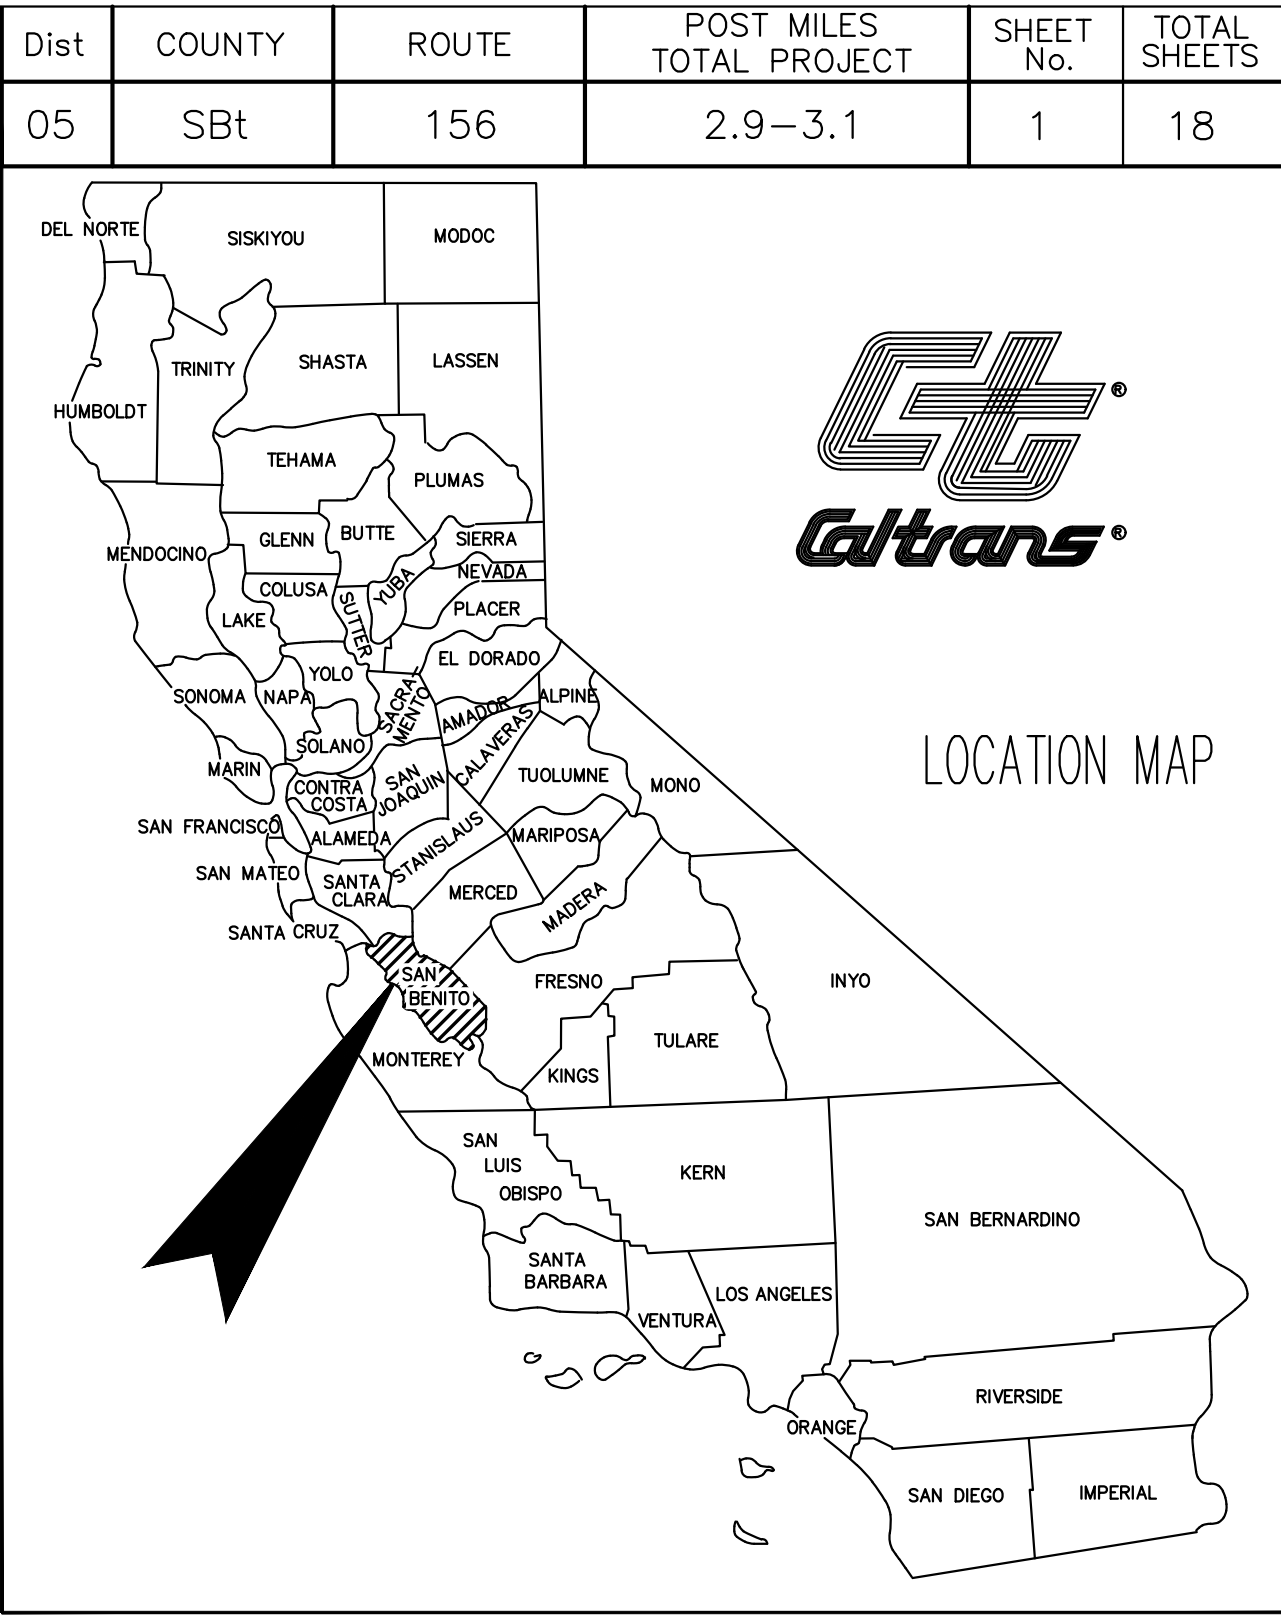 Dist COUNTY ROUTE POST MILES TOTAL PROJECT SHEET No. TOTAL SHEETS
05 SBt 156 2.9-3.1 1 18
DEL NORTE
SISKIYOU
MODOC
TRINITY
SHASTA
LASSEN
HUMBOLDT
TEHAMA
PLUMAS
GLENN
BUTTE
SIERRA
MENDOCINO
COLUSA
YUBA
NEVADA
LAKE
SUTTER
PLACER
YOLO
EL DORADO
SONOMA
NAPA
SACRA-
MENTO
AMADOR
ALPINE
SOLANO
CALAVERAS
MARIN
CONTRA
COSTA
SAN
JOAQUIN
TUOLUMNE
MONO
SAN FRANCISCO
ALAMEDA
STANISLAUS
MARIPOSA
SAN MATEO
SANTA
CLARA
MERCED
MADERA
SANTA CRUZ
SAN
BENITO
FRESNO
INYO
MONTEREY
KINGS
TULARE
SAN
LUIS
OBISPO
KERN
SAN BERNARDINO
SANTA
BARBARA
VENTURA
LOS ANGELES
ORANGE
RIVERSIDE
SAN DIEGO
IMPERIAL
Ct ®
Caltrans ®
LOCATION MAP